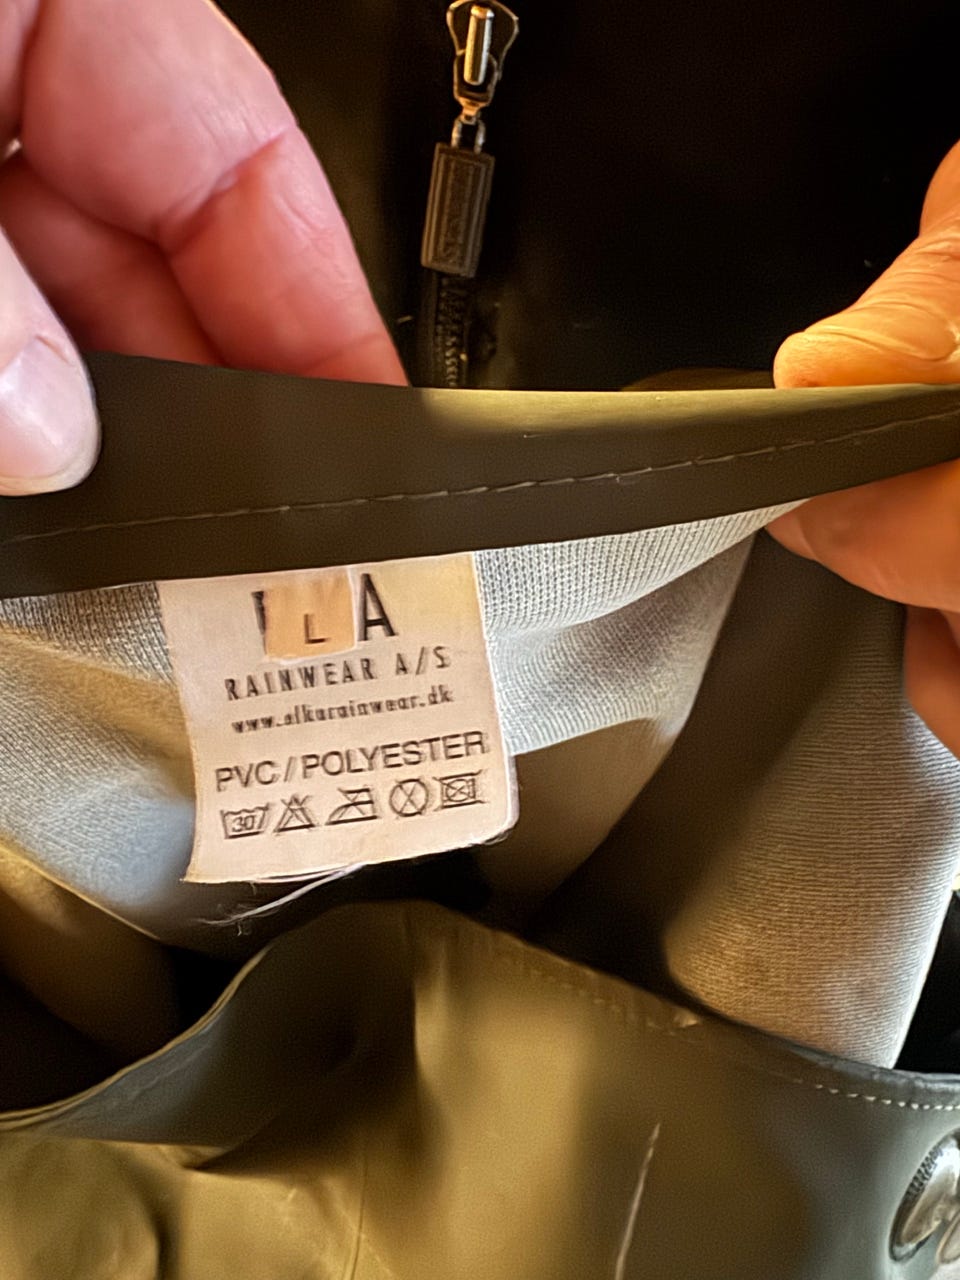 L A
RAINWEAR A/S
www.elkarainwear.dk
PVC/POLYESTER
30